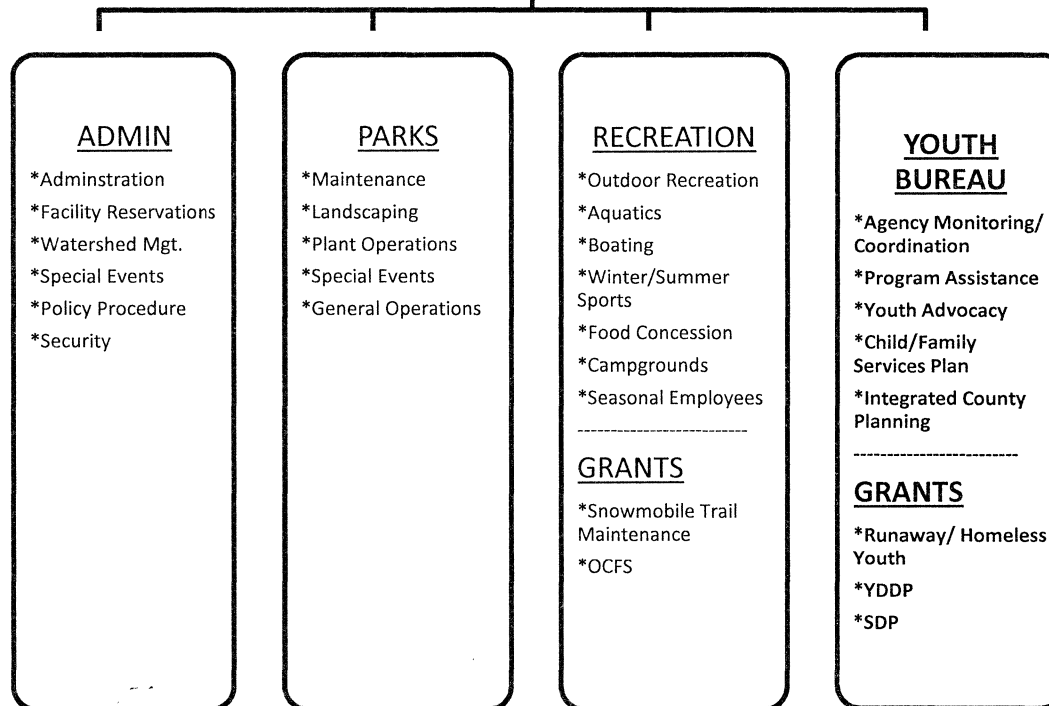 ADMIN
*Adminstration
*Facility Reservations
*Watershed Mgt.
*Special Events
*Policy Procedure
*Security
PARKS
*Maintenance
*Landscaping
*Plant Operations
*Special Events
*General Operations
RECREATION
*Outdoor Recreation
*Aquatics
*Boating
*Winter/Summer
Sports
*Food Concession
*Campgrounds
*Seasonal Employees
--------------------------
GRANTS
*Snowmobile Trail
Maintenance
*OCFS
YOUTH
BUREAU
*Agency Monitoring/
Coordination
*Program Assistance
*Youth Advocacy
*Child/Family
Services Plan
*Integrated County
Planning
-------------------------
GRANTS
*Runaway/ Homeless
Youth
*YDDP
*SDP